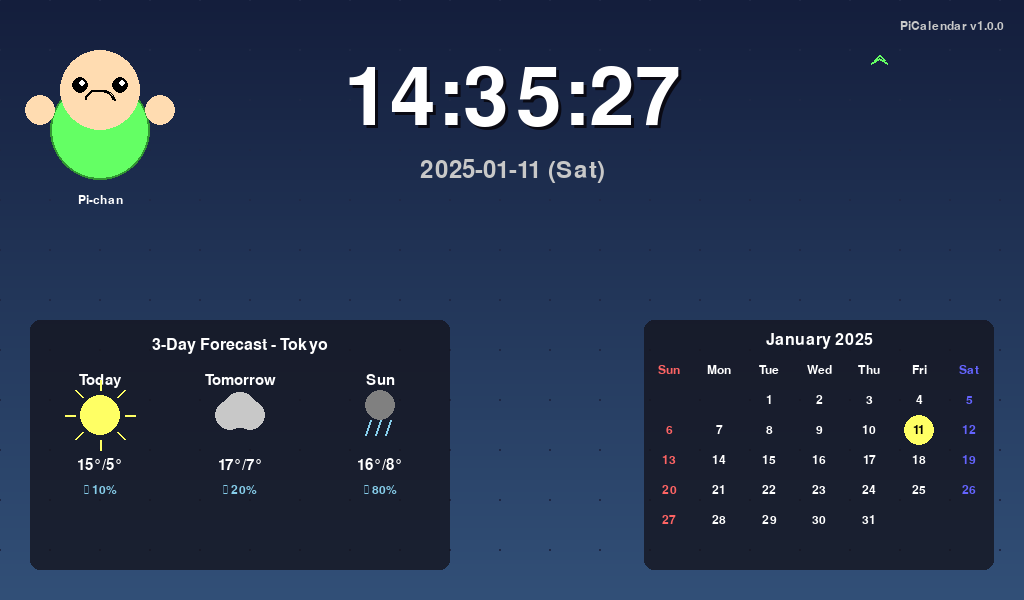 PiCalendar v1.0.0
14:35:27
2025-01-11 (Sat)
Pi-chan
3-Day Forecast - Tokyo
Today Tomorrow Sun
15°/5° 17°/7° 16°/8°
10% 20% 80%
January 2025
Sun Mon Tue Wed Thu Fri Sat
1 2 3 4 5
6 7 8 9 10 11 12
13 14 15 16 17 18 19
20 21 22 23 24 25 26
27 28 29 30 31